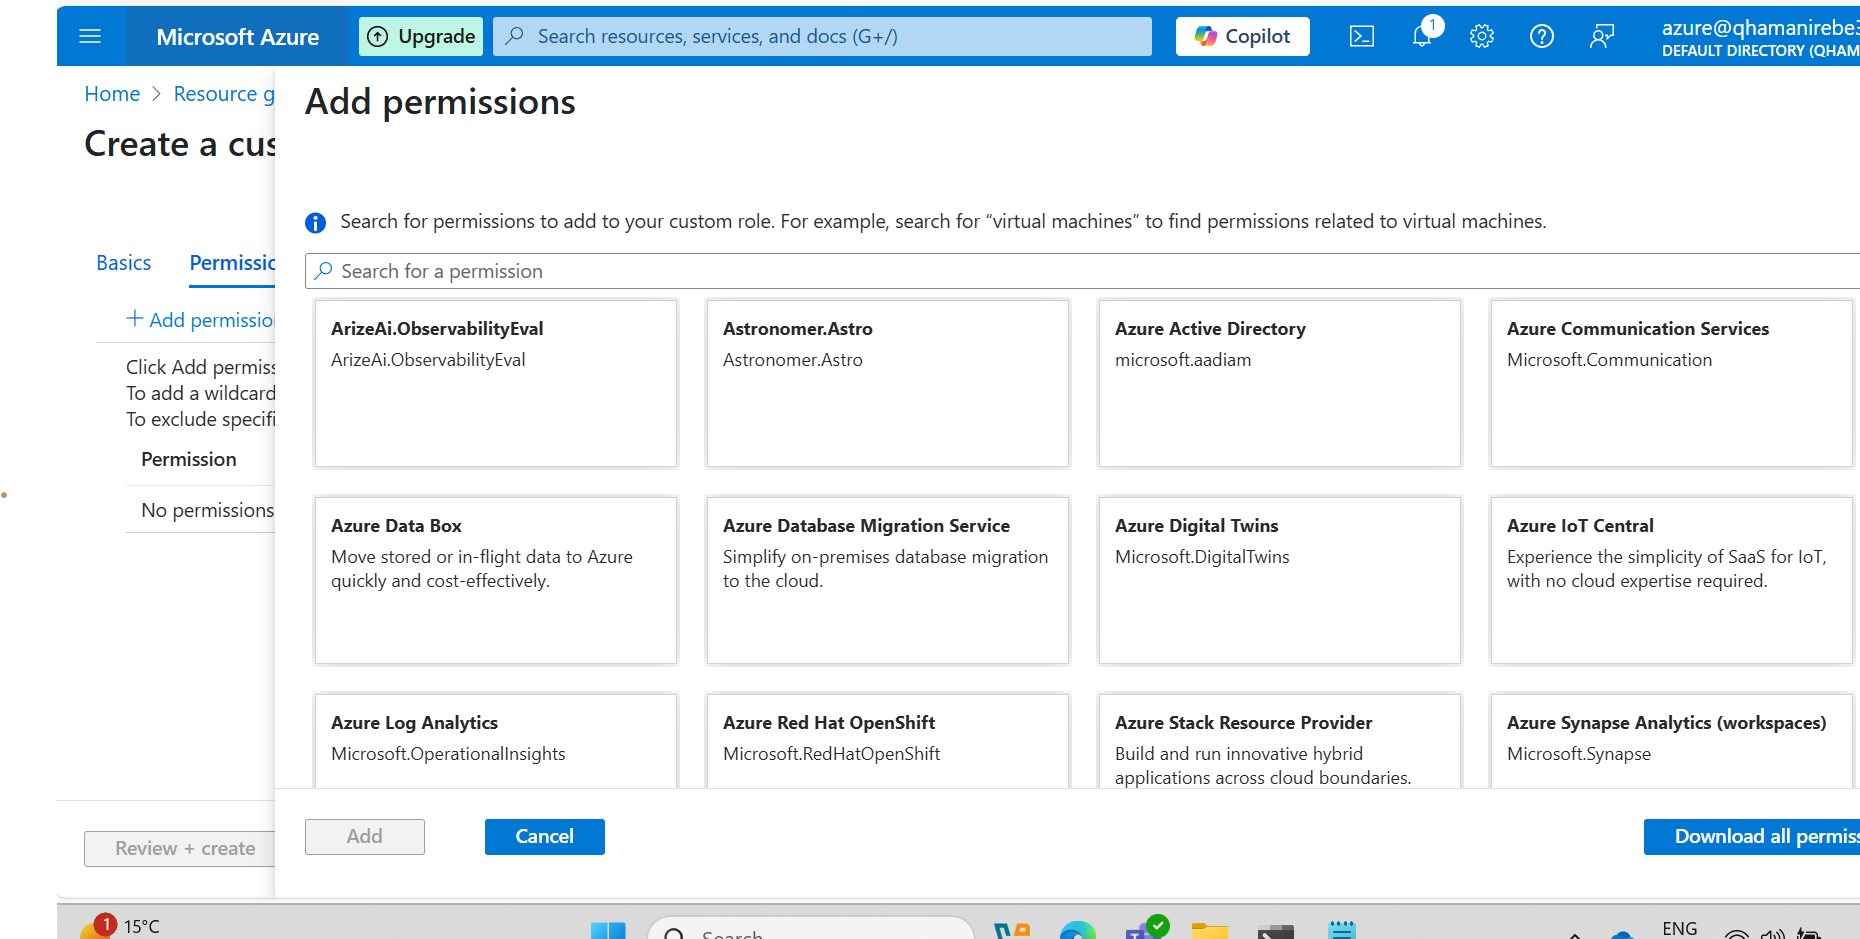 Microsoft Azure
Upgrade
Search resources, services, and docs (G+/)
Copilot
1
azure@qhamanirebe3
DEFAULT DIRECTORY (QHAM
Home > Resource g
Create a cus
Basics
Permissic
+ Add permissio
Click Add permiss
To add a wildcard
To exclude specifi
Permission
No permissions
Review + create
Add permissions
Search for permissions to add to your custom role. For example, search for “virtual machines” to find permissions related to virtual machines.
Search for a permission
ArizeAi.ObservabilityEval
ArizeAi.ObservabilityEval
Astronomer.Astro
Astronomer.Astro
Azure Active Directory
microsoft.aadiam
Azure Communication Services
Microsoft.Communication
Azure Data Box
Move stored or in-flight data to Azure
quickly and cost-effectively.
Azure Database Migration Service
Simplify on-premises database migration
to the cloud.
Azure Digital Twins
Microsoft.DigitalTwins
Azure IoT Central
Experience the simplicity of SaaS for IoT,
with no cloud expertise required.
Azure Log Analytics
Microsoft.OperationalInsights
Azure Red Hat OpenShift
Microsoft.RedHatOpenShift
Azure Stack Resource Provider
Build and run innovative hybrid
applications across cloud boundaries.
Azure Synapse Analytics (workspaces)
Microsoft.Synapse
Add
Cancel
Download all permiss
1
15°C
Search
ENG